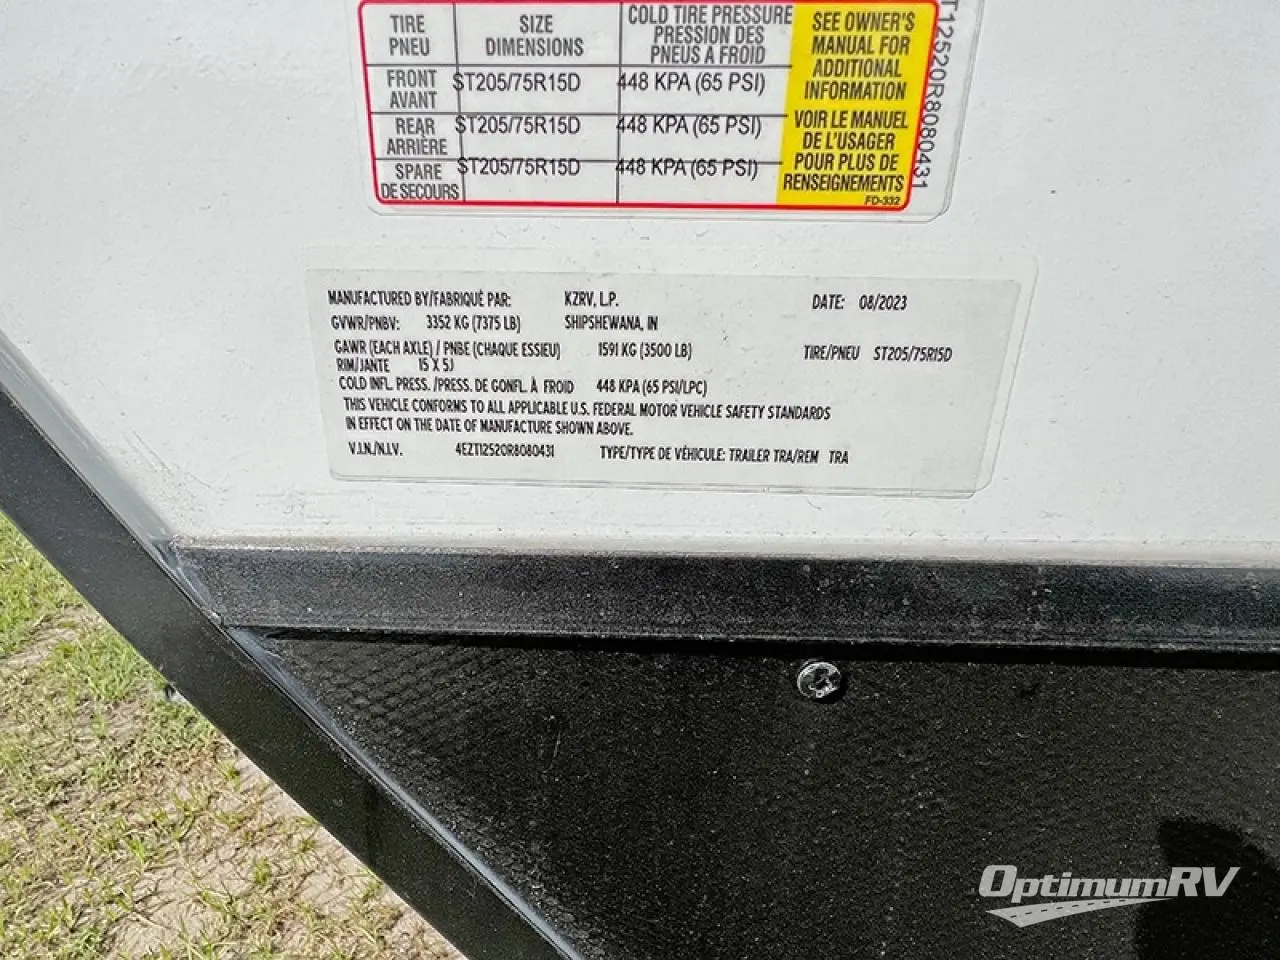 TIRE PNEU SIZE DIMENSIONS COLD TIRE PRESSURE PRESSION DES PNEUS A FROID
FRONT AVANT ST205/75R15D 448 KPA (65 PSI)
REAR ARRIÈRE ST205/75R15D 448 KPA (65 PSI)
SPARE DE SECOURS ST205/75R15D 448 KPA (65 PSI)
SEE OWNER'S
MANUAL FOR
ADDITIONAL
INFORMATION
VOIR LE MANUEL
DE L'USAGER
POUR PLUS DE
RENSEIGNEMENTS
FD-332
T12520R8080431
MANUFACTURED BY/FABRIQUÉ PAR: KZRV, L.P. DATE: 08/2023
GVWR/PNBV: 3352 KG (7375 LB) SHIPSHEWANA, IN
GAWR (EACH AXLE) / PNBE (CHAQUE ESSIEU) 1591 KG (3500 LB) TIRE/PNEU ST205/75R15D
RIM/JANTE 15 X 5J
COLD INFL. PRESS. /PRESS. DE GONFL. À FROID 448 KPA (65 PSI/LPC)
THIS VEHICLE CONFORMS TO ALL APPLICABLE U.S. FEDERAL MOTOR VEHICLE SAFETY STANDARDS
IN EFFECT ON THE DATE OF MANUFACTURE SHOWN ABOVE.
V.I.N./N.I.V. 4EZT12520R8080431 TYPE/TYPE DE VÉHICULE: TRAILER TRA/REM TRA
OptimumRV